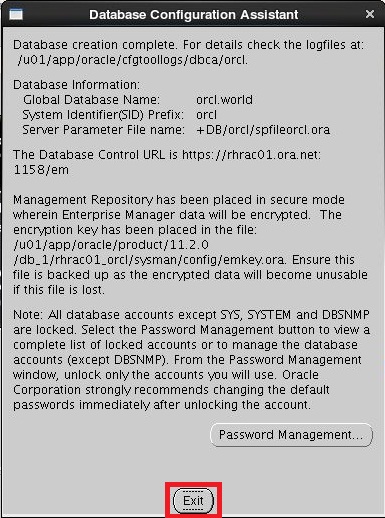 Database Configuration Assistant
Database creation complete. For details check the logfiles at:
/u01/app/oracle/cfgtoollogs/dbca/orcl.
Database Information:
Global Database Name: orcl.world
System Identifier(SID) Prefix: orcl
Server Parameter File name: +DB/orcl/spfileorcl.ora
The Database Control URL is https://rhrac01.ora.net:
1158/em
Management Repository has been placed in secure mode
wherein Enterprise Manager data will be encrypted. The
encryption key has been placed in the file:
/u01/app/oracle/product/11.2.0
/db_1/rhrac01_orcl/sysman/config/emkey.ora. Ensure this
file is backed up as the encrypted data will become unusable
if this file is lost.
Note: All database accounts except SYS, SYSTEM and DBSNMP
are locked. Select the Password Management button to view a
complete list of locked accounts or to manage the database
accounts (except DBSNMP). From the Password Management
window, unlock only the accounts you will use. Oracle
Corporation strongly recommends changing the default
passwords immediately after unlocking the account.
Password Management...
Exit